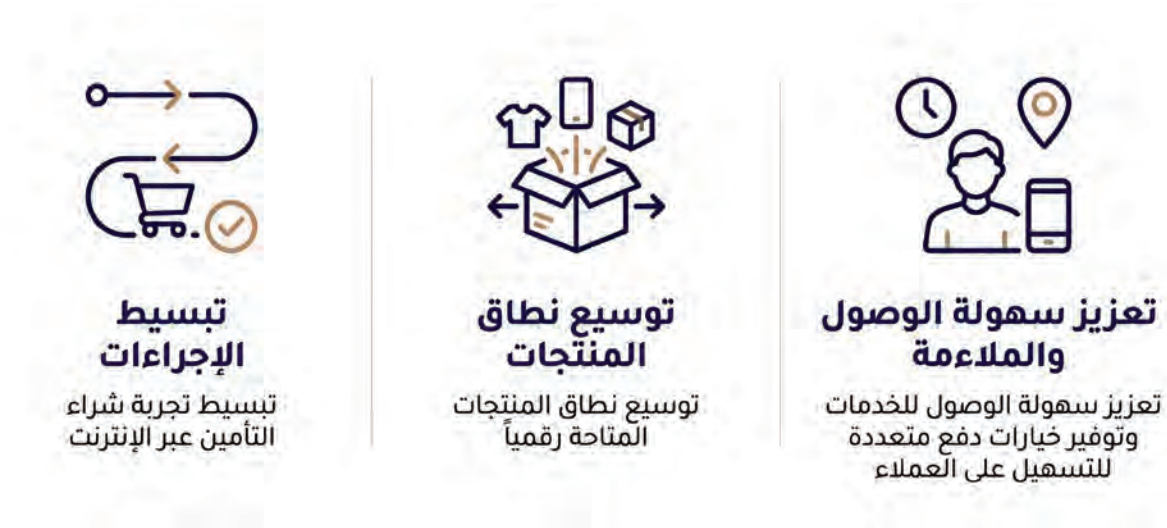 تعزيز سهولة الوصول
والملاءمة
تعزيز سهولة الوصول للخدمات
وتوفير خيارات دفع متعددة
للتسهيل على العملاء
توسيع نطاق
المنتجات
توسيع نطاق المنتجات
المتاحة رقمياً
تبسيط
الإجراءات
تبسيط تجربة شراء
التأمين عبر الإنترنت